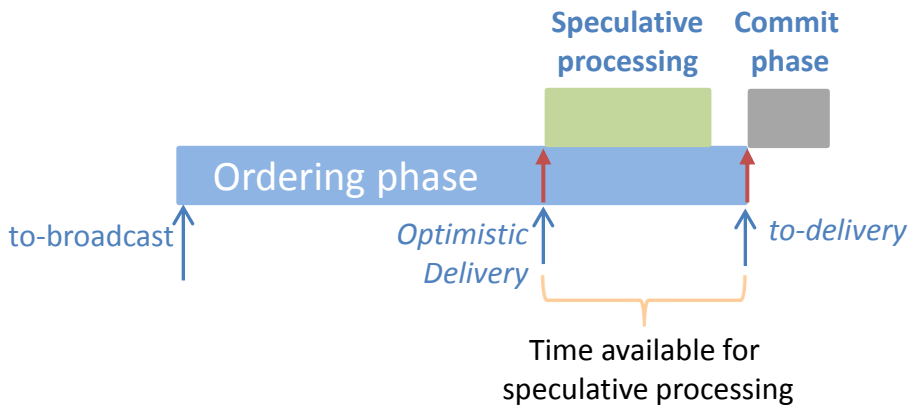 Speculative
processing
Commit
phase
Ordering phase
to-broadcast
Optimistic
Delivery
to-delivery
Time available for
speculative processing